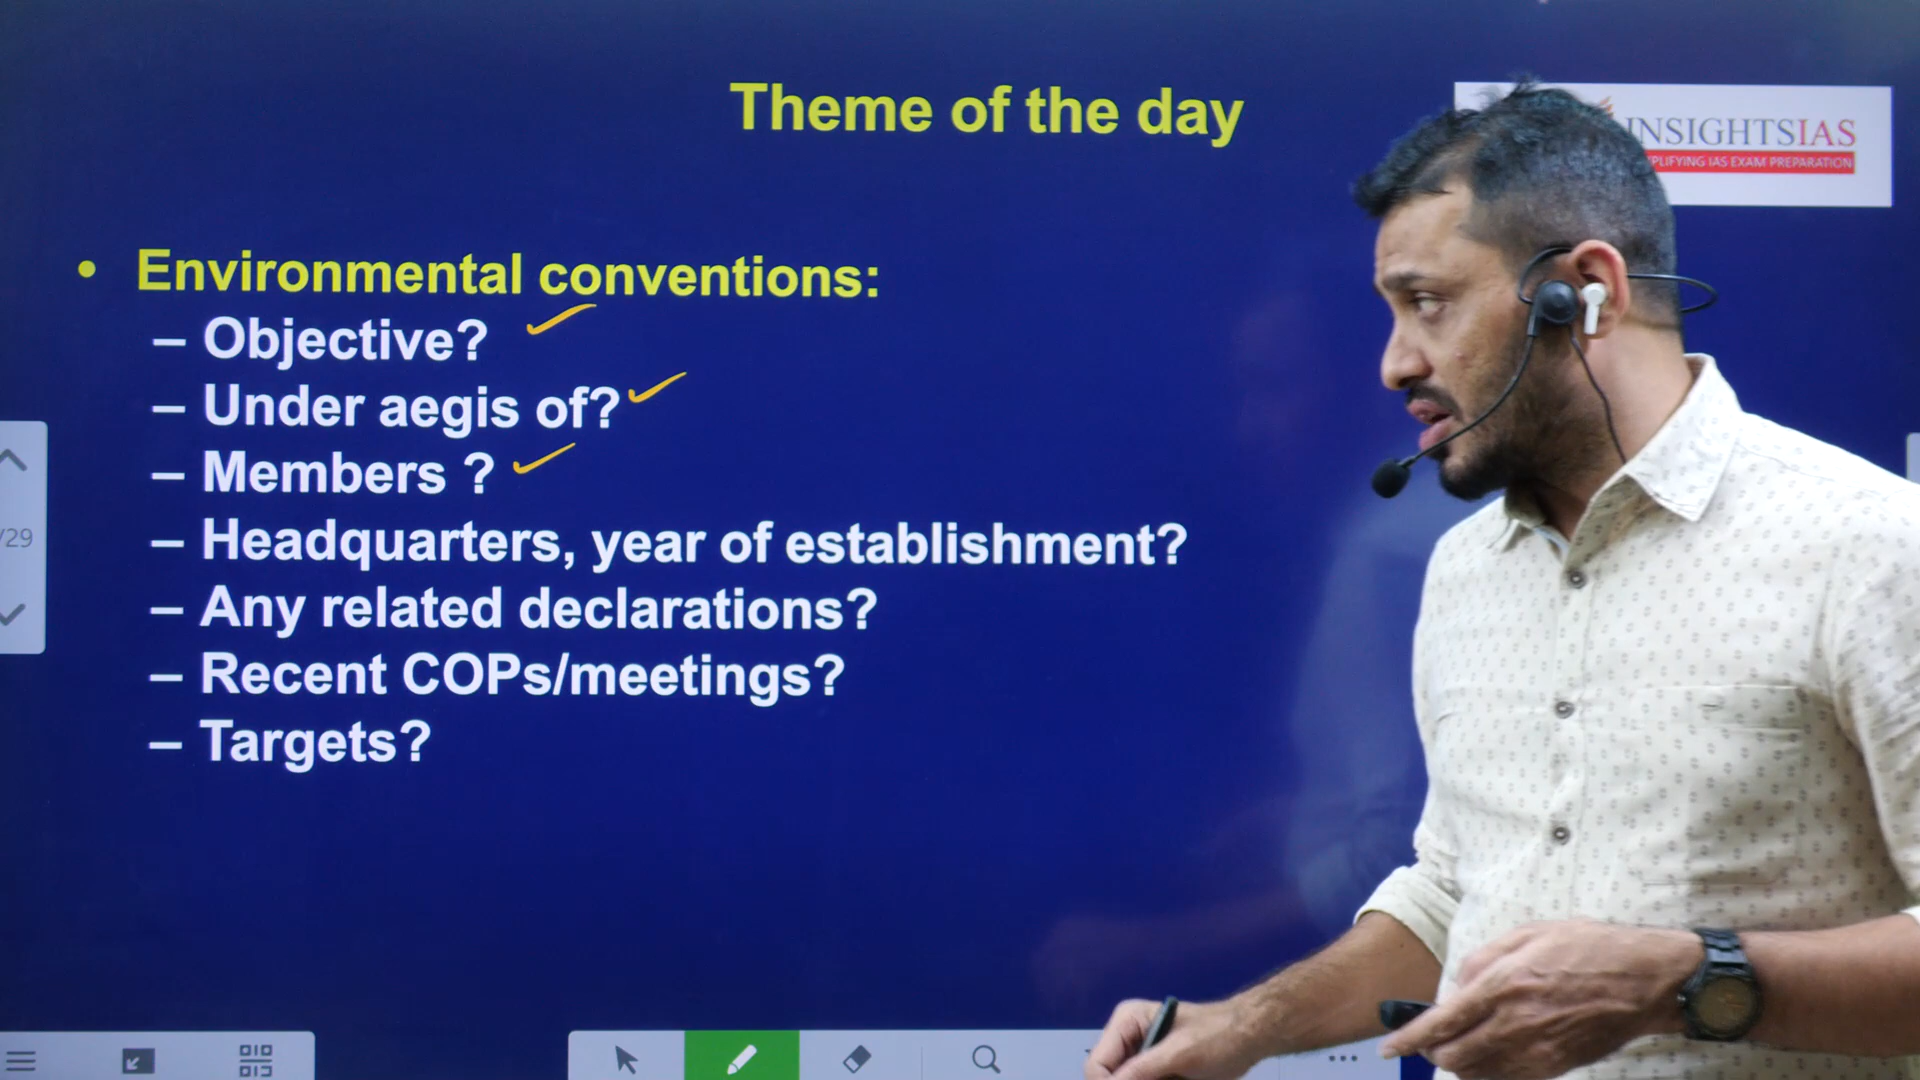 Theme of the day
INSIGHTSIAS
IAS EXAM PREPARATION
• Environmental conventions:
– Objective?
– Under aegis of?
– Members ?
– Headquarters, year of establishment?
– Any related declarations?
– Recent COPs/meetings?
– Targets?
/29